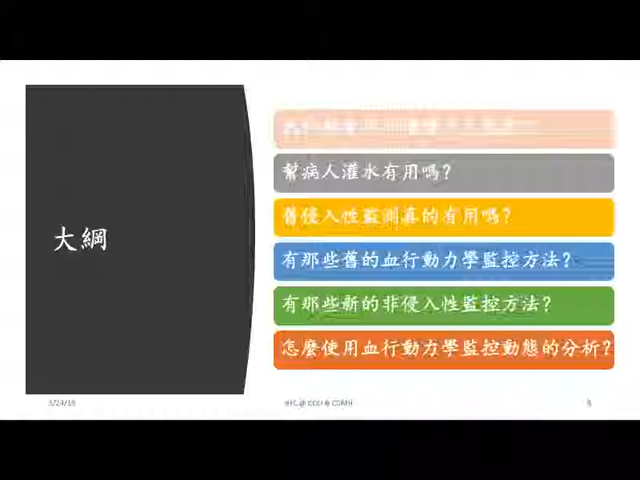 大綱
幫病人灌水有用嗎?
舊侵入性監測真的有用嗎?
有那些舊的血行動力學監控方法?
有那些新的非侵入性監控方法?
怎麼使用血行動力學監控動態的分析?